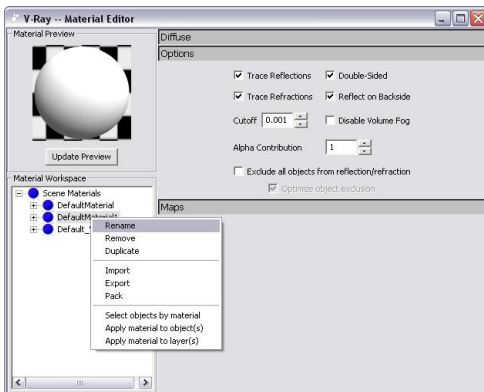 V-Ray -- Material Editor
Material Preview
Update Preview
Diffuse
Options
Trace Reflections Double-Sided
Trace Refractions Reflect on Backside
Cutoff 0.001 Disable Volume Fog
Alpha Contribution 1
Exclude all objects from reflection/refraction
Optimize object exclusion
Maps
Material Workspace
Scene Materials
DefaultMaterial
DefaultMaterial1
Rename
Remove
Duplicate
Import
Export
Pack
Select objects by material
Apply material to object(s)
Apply material to layer(s)